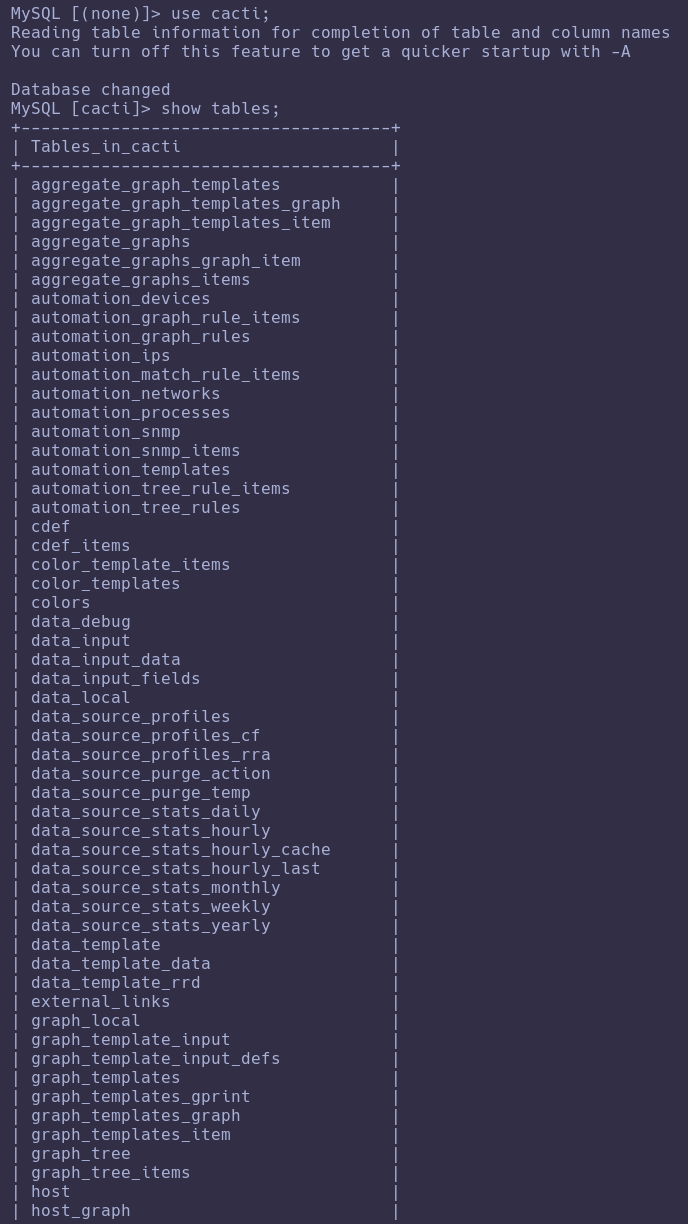 MySQL [(none)]> use cacti;
Reading table information for completion of table and column names
You can turn off this feature to get a quicker startup with -A

Database changed
MySQL [cacti]> show tables;
+-------------------------------------+
| Tables_in_cacti                     |
+-------------------------------------+
| aggregate_graph_templates           |
| aggregate_graph_templates_graph     |
| aggregate_graph_templates_item      |
| aggregate_graphs                    |
| aggregate_graphs_graph_item         |
| aggregate_graphs_items              |
| automation_devices                  |
| automation_graph_rule_items         |
| automation_graph_rules              |
| automation_ips                      |
| automation_match_rule_items         |
| automation_networks                 |
| automation_processes                |
| automation_snmp                     |
| automation_snmp_items               |
| automation_templates                |
| automation_tree_rule_items          |
| automation_tree_rules               |
| cdef                                |
| cdef_items                          |
| color_template_items                |
| color_templates                     |
| colors                              |
| data_debug                          |
| data_input                          |
| data_input_data                     |
| data_input_fields                   |
| data_local                          |
| data_source_profiles                |
| data_source_profiles_cf             |
| data_source_profiles_rra            |
| data_source_purge_action            |
| data_source_purge_temp              |
| data_source_stats_daily             |
| data_source_stats_hourly            |
| data_source_stats_hourly_cache      |
| data_source_stats_hourly_last       |
| data_source_stats_monthly           |
| data_source_stats_weekly            |
| data_source_stats_yearly            |
| data_template                       |
| data_template_data                  |
| data_template_rrd                   |
| external_links                      |
| graph_local                         |
| graph_template_input                |
| graph_template_input_defs           |
| graph_templates                     |
| graph_templates_gprint              |
| graph_templates_graph               |
| graph_templates_item                |
| graph_tree                          |
| graph_tree_items                    |
| host                                |
| host_graph                          |